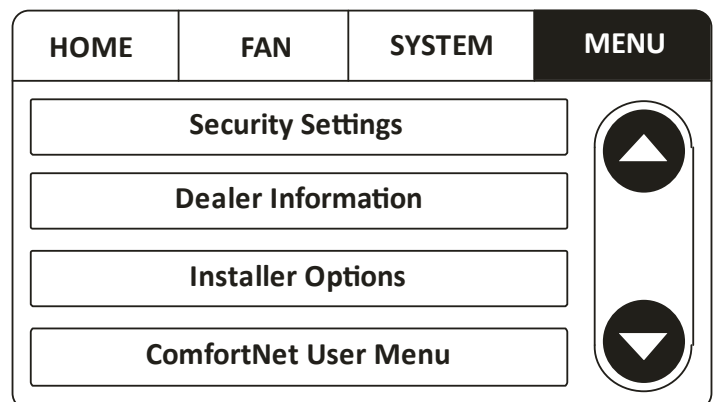 HOME FAN SYSTEM MENU
Security Settings
Dealer Information
Installer Options
ComfortNet User Menu